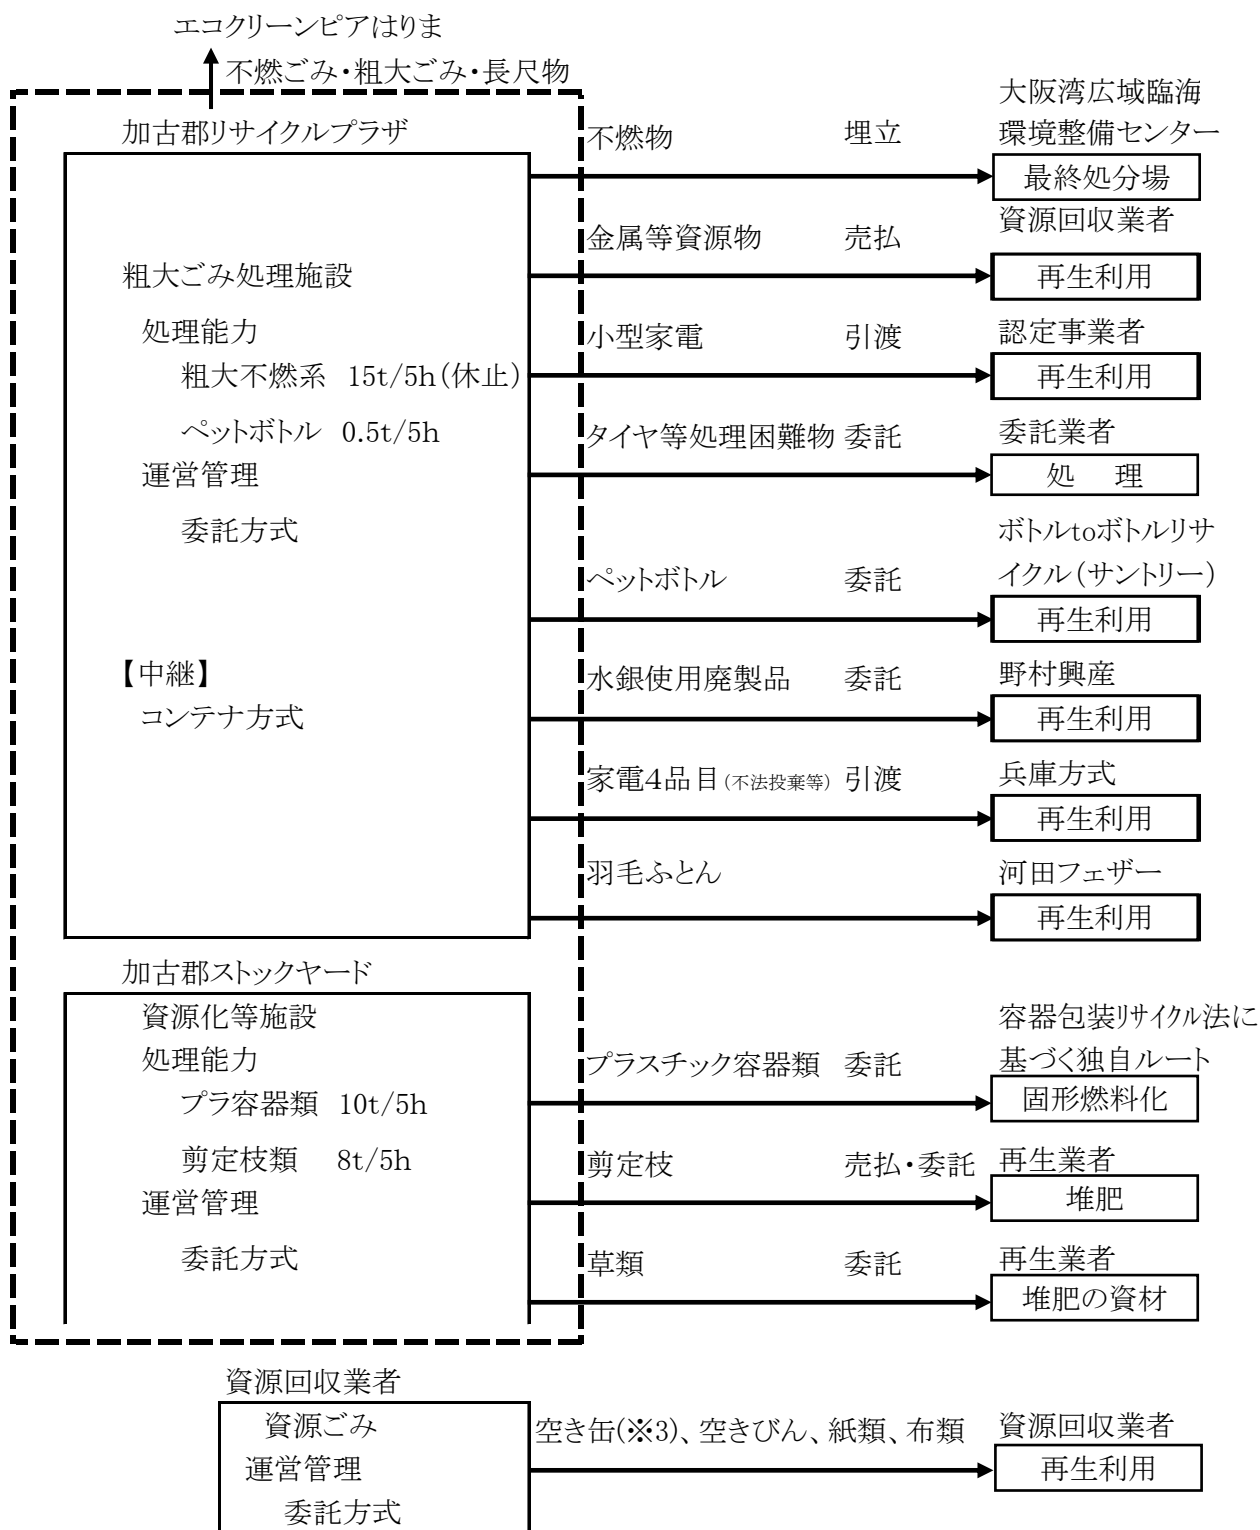 エコクリーンピアはりま
不燃ごみ・粗大ごみ・長尺物
加古郡リサイクルプラザ
不燃物 埋立
大阪湾広域臨海
環境整備センター
最終処分場
金属等資源物 売払
資源回収業者
再生利用
粗大ごみ処理施設
処理能力
粗大不燃系 15t/5h(休止)
ペットボトル 0.5t/5h
運営管理
委託方式
小型家電 引渡
認定事業者
再生利用
タイヤ等処理困難物 委託
委託業者
処 理
ペットボトル 委託
ボトルtoボトルリサ
イクル(サントリー)
再生利用
【中継】
コンテナ方式
水銀使用廃製品 委託
野村興産
再生利用
家電4品目(不法投棄等) 引渡
兵庫方式
再生利用
羽毛ふとん
河田フェザー
再生利用
加古郡ストックヤード
資源化等施設
処理能力
プラ容器類 10t/5h
剪定枝類 8t/5h
運営管理
委託方式
プラスチック容器類 委託
容器包装リサイクル法に
基づく独自ルート
固形燃料化
剪定枝 売払・委託
再生業者
堆肥
草類 委託
再生業者
堆肥の資材
資源回収業者
資源ごみ
運営管理
委託方式
空き缶(※3)、空きびん、紙類、布類
資源回収業者
再生利用